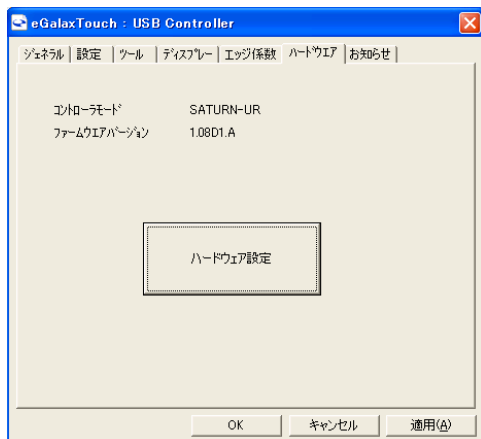 eGalaxTouch : USB Controller
ジェネラル 設定 ツール ディスプレー エッジ係数 ハードウエア お知らせ
コントローラモード SATURN-UR
ファームウエアバージョン 1.08D1.A
ハードウェア設定
OK キャンセル 適用(A)